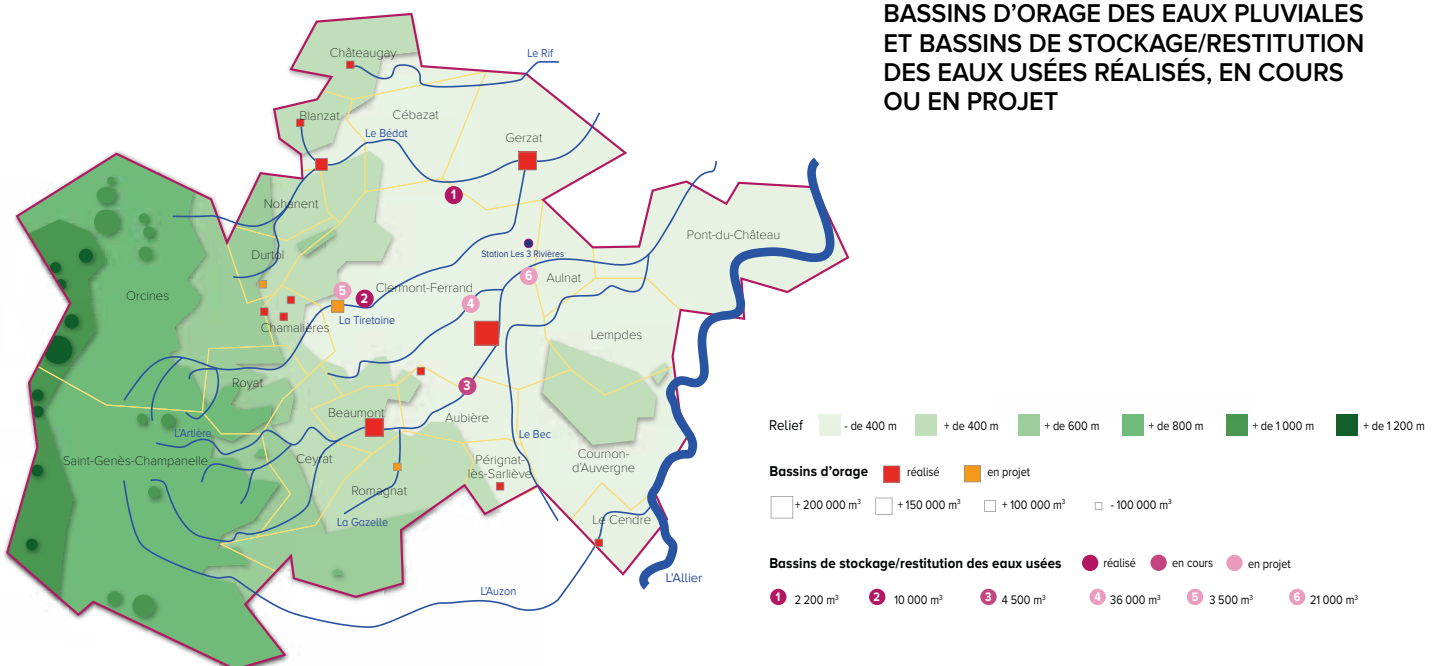 BASSINS D'ORAGE DES EAUX PLUVIALES
ET BASSINS DE STOCKAGE/RESTITUTION
DES EAUX USÉES RÉALISÉS, EN COURS
OU EN PROJET
Châteaugay
Le Rif
Blanzat
Cébazat
Le Bédat
Gerzat
1
Nohanent
Pont-du-Château
Durtol
Station Les 3 Rivières
6
Aulnat
Orcines
5
2
Clermont-Ferrand
4
La Tiretaine
Chamalières
Lempdes
Royat
3
Beaumont
Aubière
L'Artière
Le Bec
Saint-Genès-Champanelle
Ceyrat
Pérignat-
lès-Sarliève
Cournon-
d'Auvergne
Romagnat
La Gazelle
Le Cendre
L'Auzon
L'Allier
Relief - de 400 m + de 400 m + de 600 m + de 800 m + de 1 000 m + de 1 200 m
Bassins d'orage réalisé en projet
+ 200 000 m³ + 150 000 m³ + 100 000 m³ - 100 000 m³
Bassins de stockage/restitution des eaux usées réalisé en cours en projet
1 2 200 m³ 2 10 000 m³ 3 4 500 m³ 4 36 000 m³ 5 3 500 m³ 6 21 000 m³